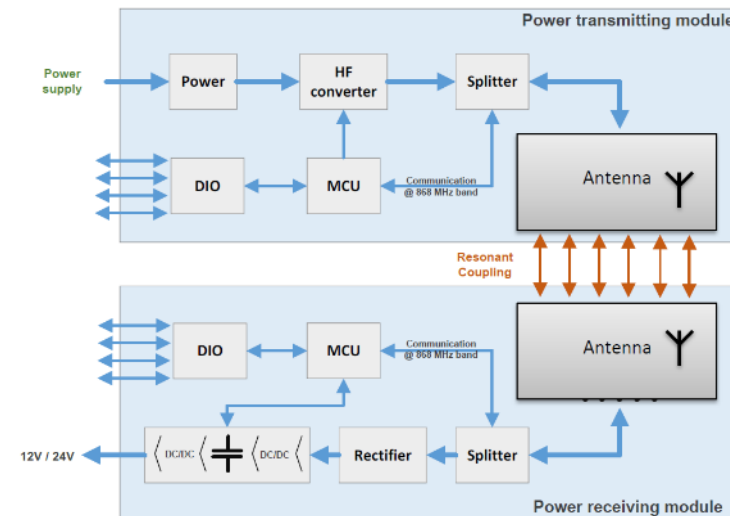 Power transmitting module
Power
supply
Power
HF
converter
Splitter
DIO
MCU
Communication
@ 868 MHz band
Antenna
Resonant
Coupling
Antenna
DIO
MCU
Communication
@ 868 MHz band
12V / 24V
DC/DC
DC/DC
Rectifier
Splitter
Power receiving module